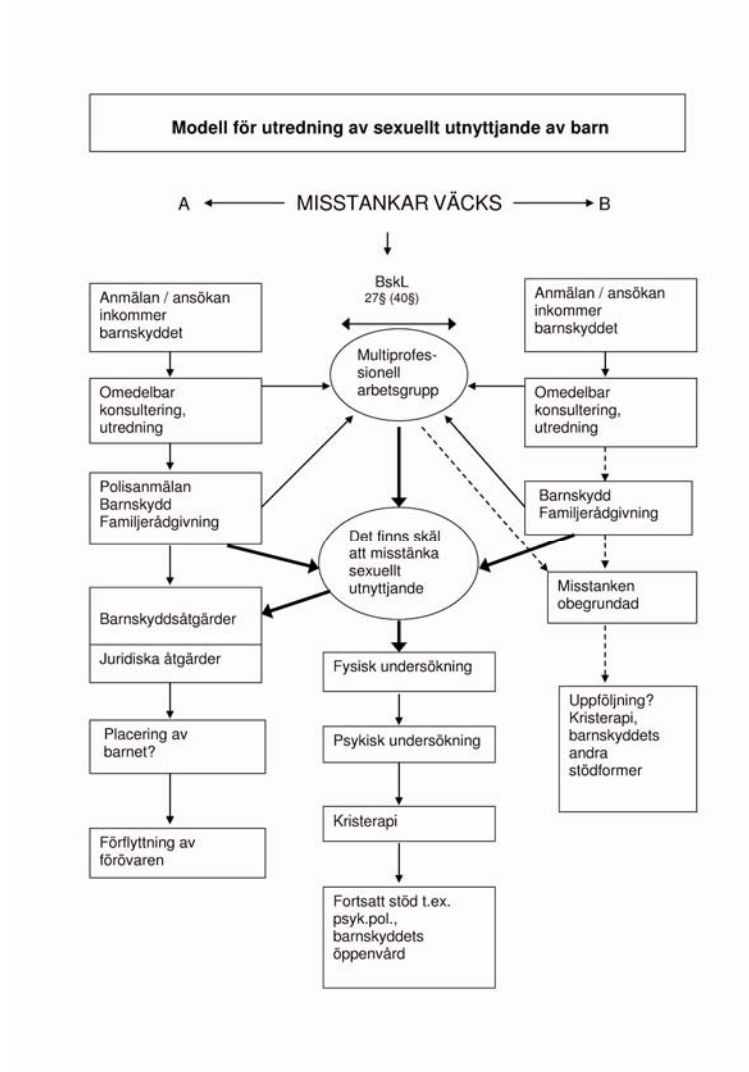 Modell för utredning av sexuellt utnyttjande av barn
A
MISSTANKAR VÄCKS
B
Anmälan / ansökan
inkommer
barnskyddet
Omedelbar
konsultering,
utredning
Polisanmälan
Barnskydd
Familjerådgivning
Barnskyddsåtgärder
Juridiska åtgärder
Placering av
barnet?
Förflyttning av
förövaren
BskL
27§ (40§)
Multiprofes-
sionell
arbetsgrupp
Det finns skäl
att misstänka
sexuellt
utnyttjande
Fysisk undersökning
Psykisk undersökning
Kristerapi
Fortsatt stöd t.ex.
psyk.pol.,
barnskyddets
öppenvård
Anmälan / ansökan
inkommer
barnskyddet
Omedelbar
konsultering,
utredning
Barnskydd
Familjerådgivning
Misstanken
obegrundad
Uppföljning?
Kristerapi,
barnskyddets
andra
stödformer